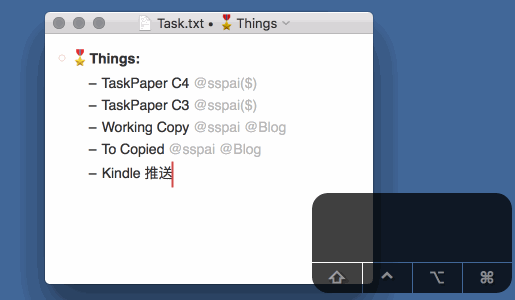 Task.txt • 🎖Things
🎖Things:
– TaskPaper C4 @sspai($)
– TaskPaper C3 @sspai($)
– Working Copy @sspai @Blog
– To Copied @sspai @Blog
– Kindle 推送
⇧ ⌃ ⌥ ⌘